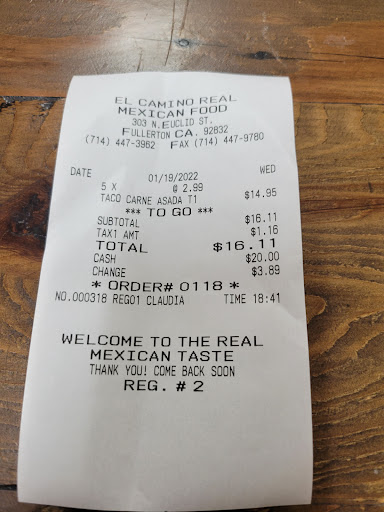 EL CAMINO REAL
MEXICAN FOOD
303 N. EUCLID ST.
FULLERTON CA. 92832
(714) 447-3962 FAX (714) 447-9780
DATE 01/19/2022 WED
5 X @ 2.99
TACO CARNE ASADA T1 $14.95
*** TO GO ***
SUBTOTAL $16.11
TAX1 AMT $1.16
TOTAL $16.11
CASH $20.00
CHANGE $3.89
* ORDER# 0118 *
NO.000318 REG01 CLAUDIA TIME 18:41
WELCOME TO THE REAL
MEXICAN TASTE
THANK YOU! COME BACK SOON
REG. # 2